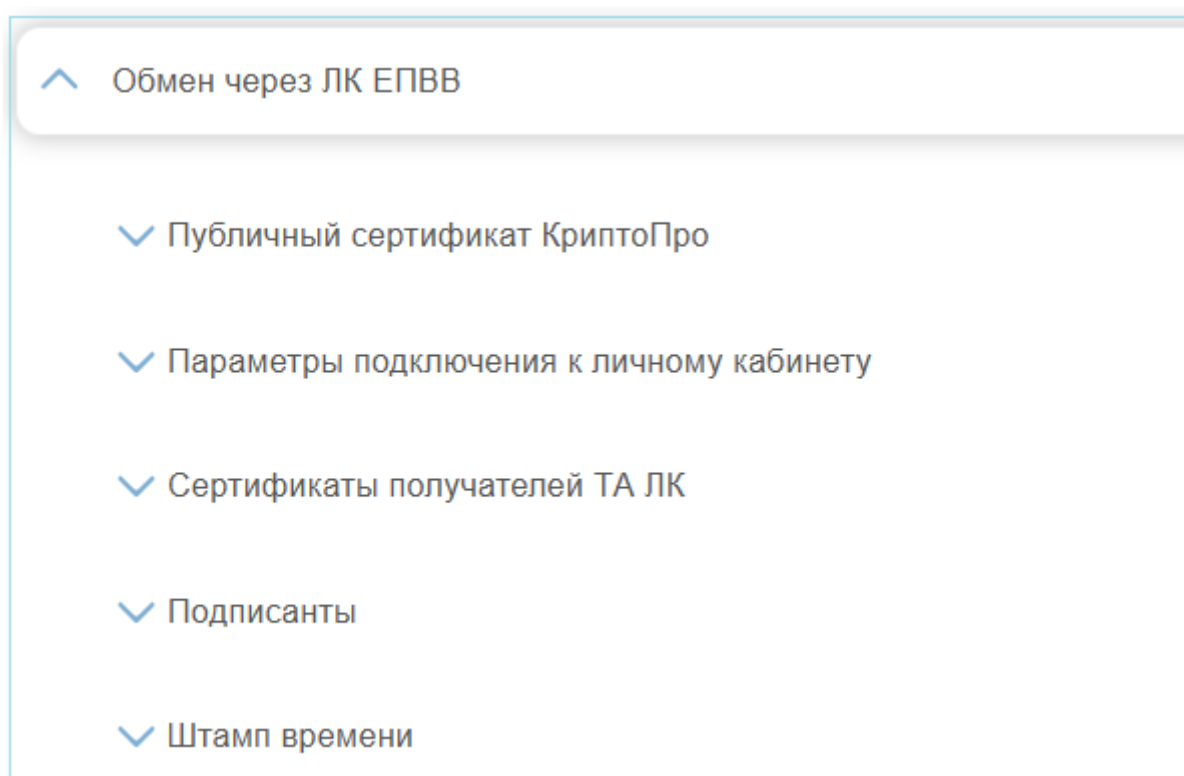 Обмен через ЛК ЕПВВ
Публичный сертификат КриптоПро
Параметры подключения к личному кабинету
Сертификаты получателей ТА ЛК
Подписанты
Штамп времени